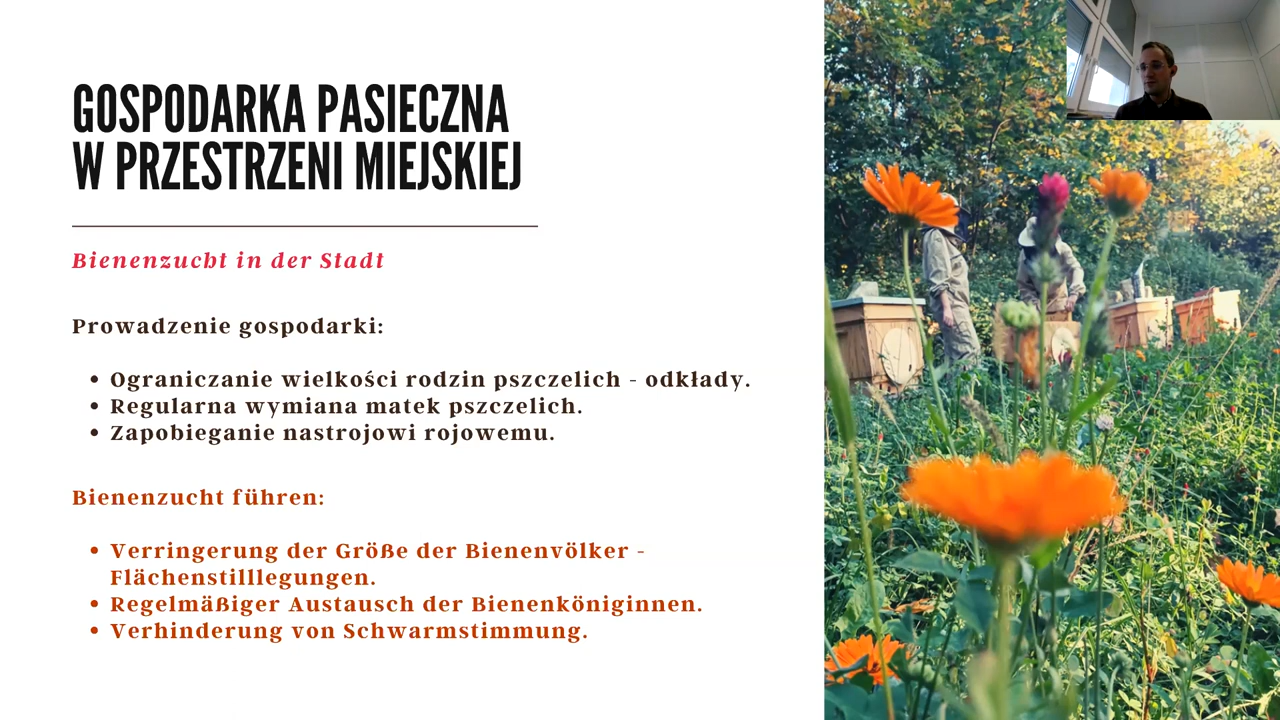 GOSPODARKA PASIECZNA
W PRZESTRZENI MIEJSKIEJ
Bienenzucht in der Stadt
Prowadzenie gospodarki:
• Ograniczanie wielkości rodzin pszczelich - odkłady.
• Regularna wymiana matek pszczelich.
• Zapobieganie nastrojowi rojowemu.
Bienenzucht führen:
• Verringerung der Größe der Bienenvölker -
Flächenstilllegungen.
• Regelmäßiger Austausch der Bienenköniginnen.
• Verhinderung von Schwarmstimmung.